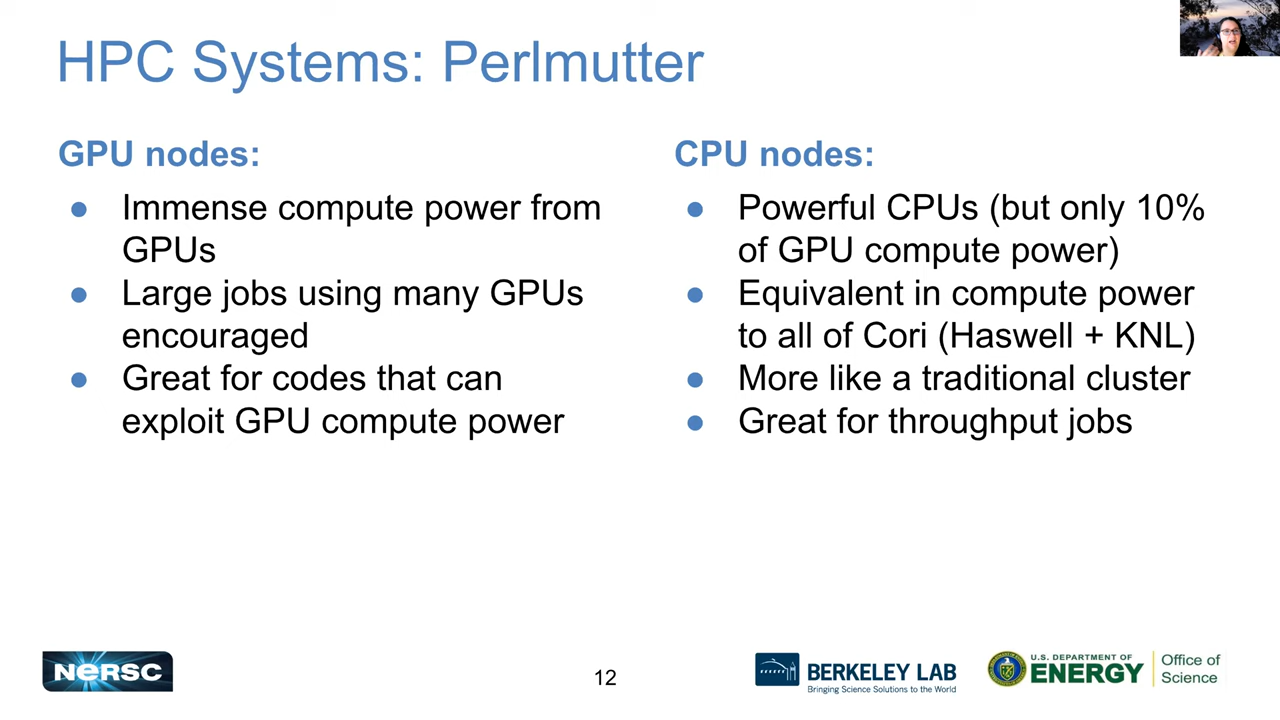 HPC Systems: Perlmutter
GPU nodes:
● Immense compute power from
GPUs
● Large jobs using many GPUs
encouraged
● Great for codes that can
exploit GPU compute power
CPU nodes:
● Powerful CPUs (but only 10%
of GPU compute power)
● Equivalent in compute power
to all of Cori (Haswell + KNL)
● More like a traditional cluster
● Great for throughput jobs
NERSC
12
BERKELEY LAB
Bringing Science Solutions to the World
U.S. DEPARTMENT OF
ENERGY
Office of
Science